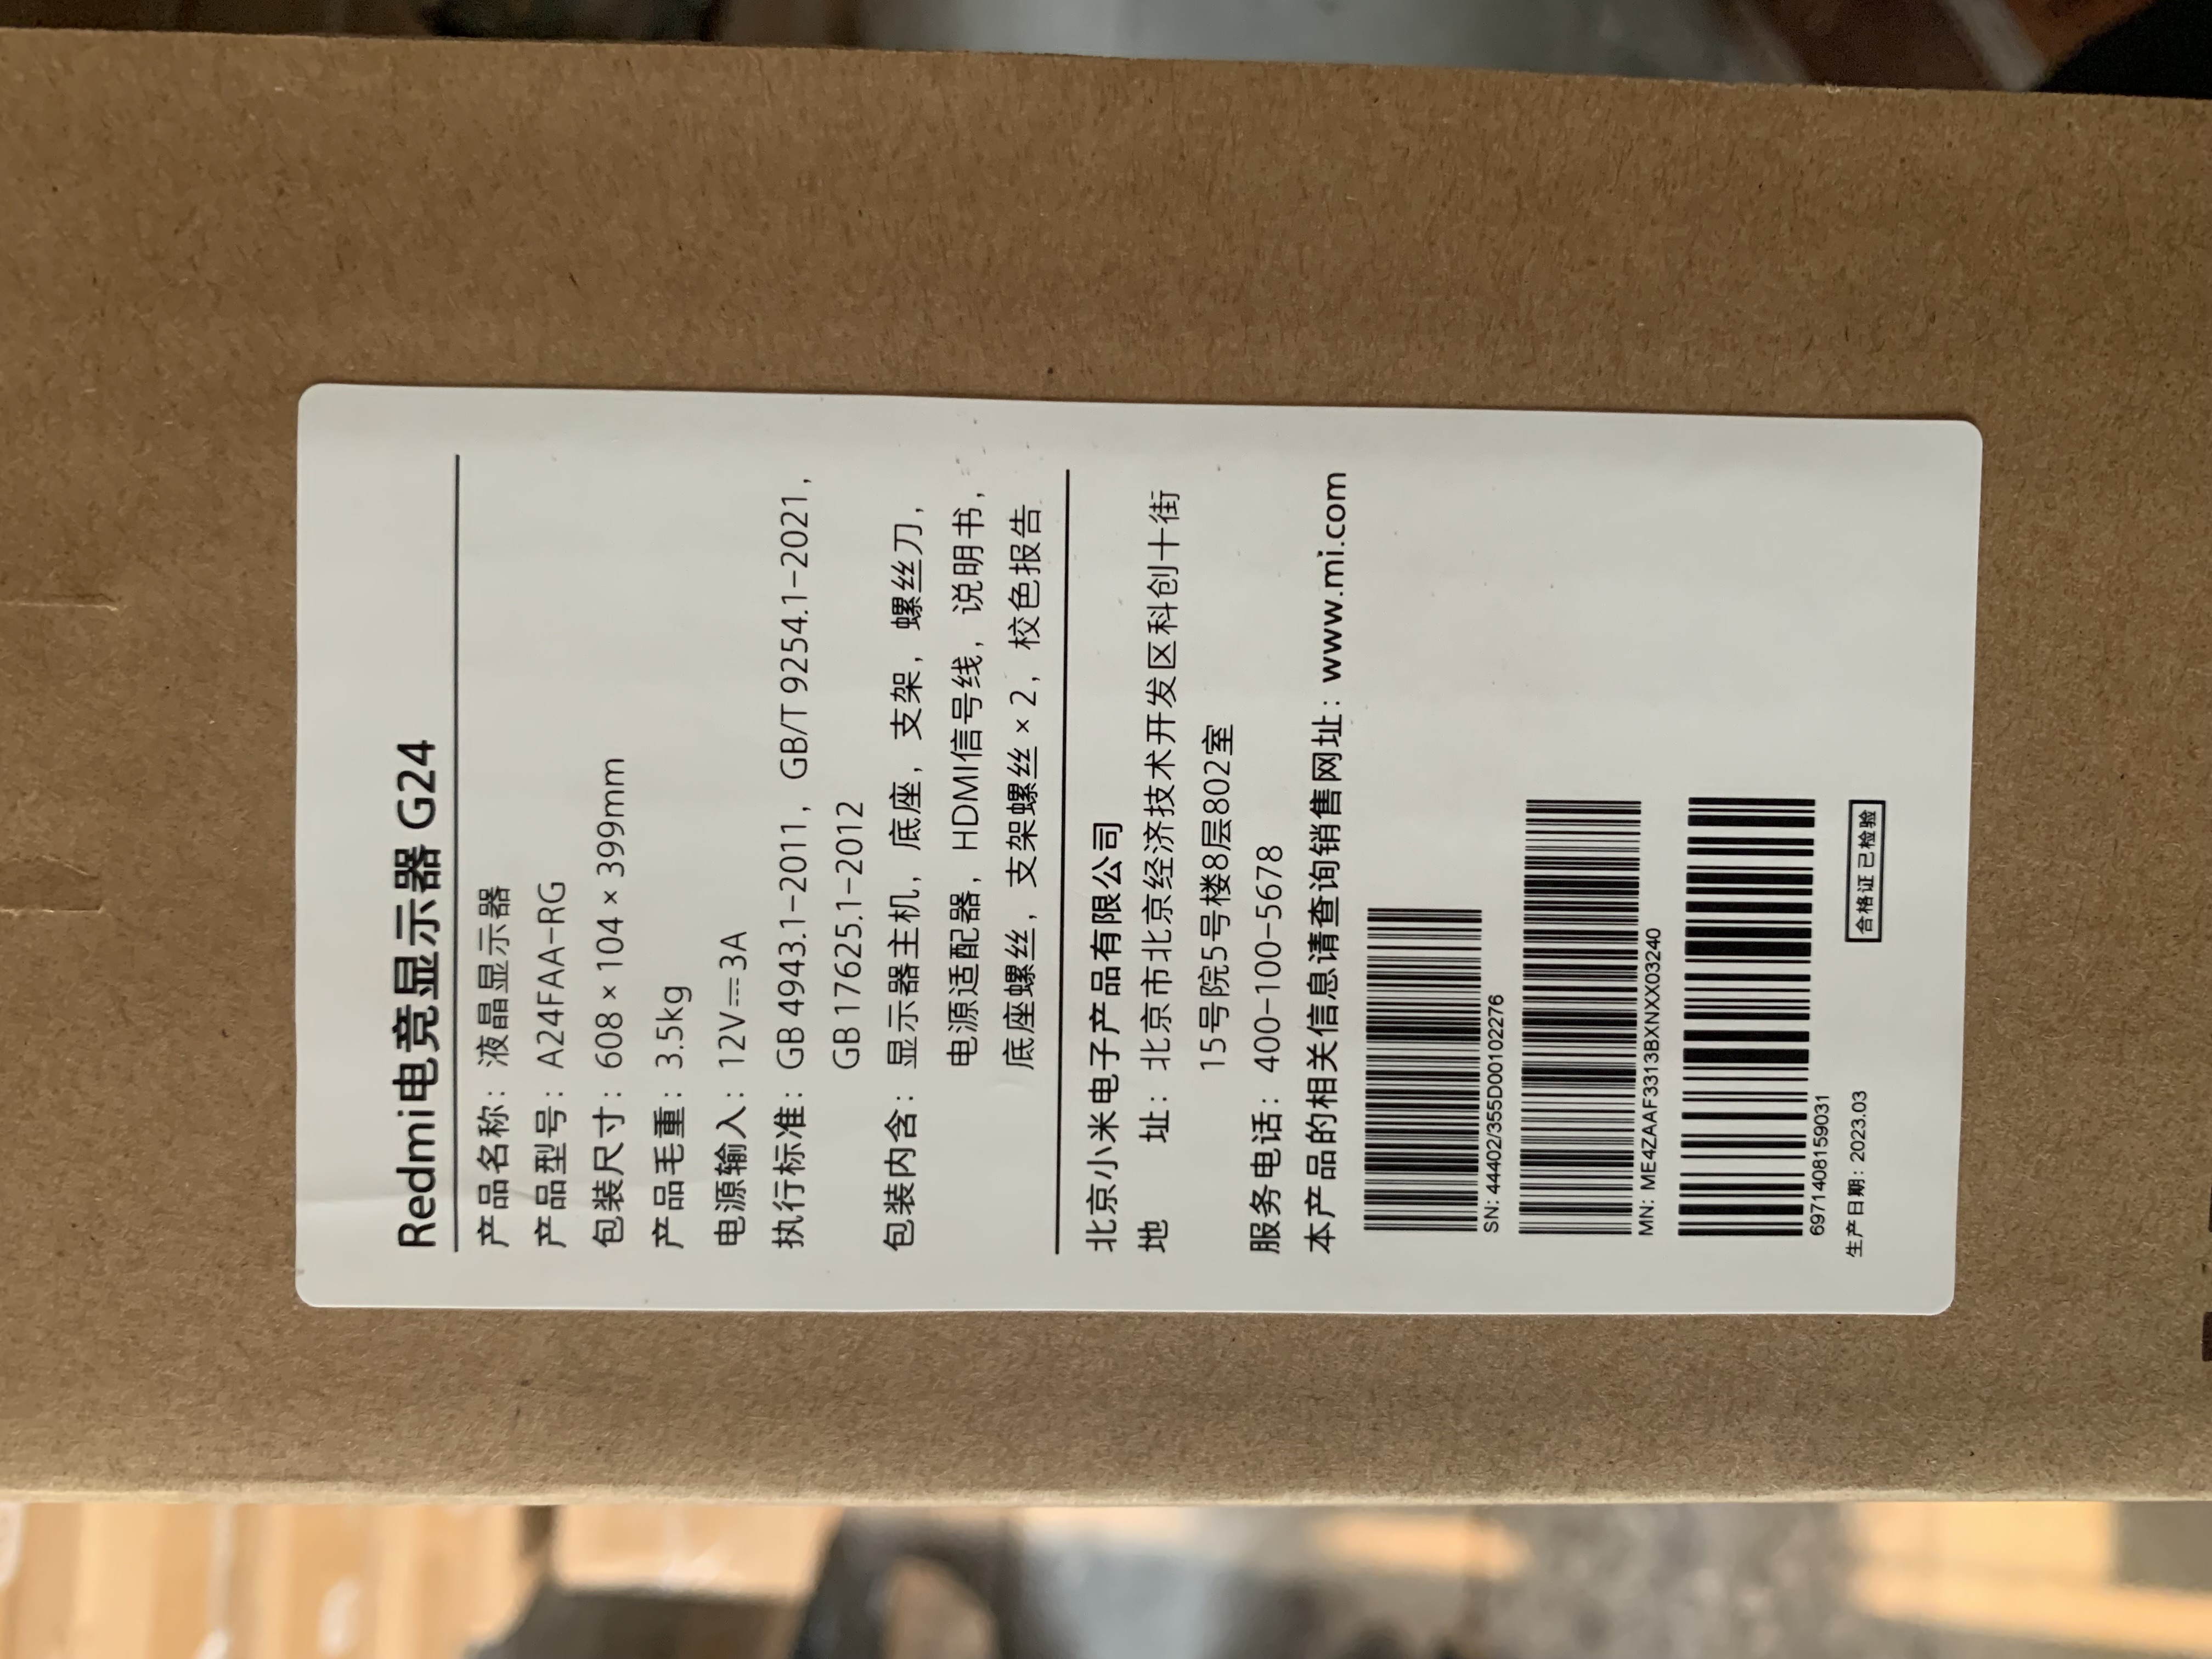 Redmi电竞显示器 G24
产品名称：液晶显示器
产品型号：A24FAA-RG
包装尺寸：608 × 104 × 399mm
产品毛重：3.5kg
电源输入：12V⎓3A
执行标准：GB 4943.1-2011，GB/T 9254.1-2021，
GB 17625.1-2012
包装内含：显示器主机，底座，支架，螺丝刀，
电源适配器，HDMI信号线，说明书，
底座螺丝，支架螺丝 × 2，校色报告
北京小米电子产品有限公司
地址：北京市北京经济技术开发区科创十街
15号院5号楼8层802室
服务电话：400-100-5678
本产品的相关信息请查询销售网址：www.mi.com
SN: 44402/355D00102276
MN: ME4ZAAF3313BXNXX03240
6971408159031
生产日期：2023.03
合格证 已检验